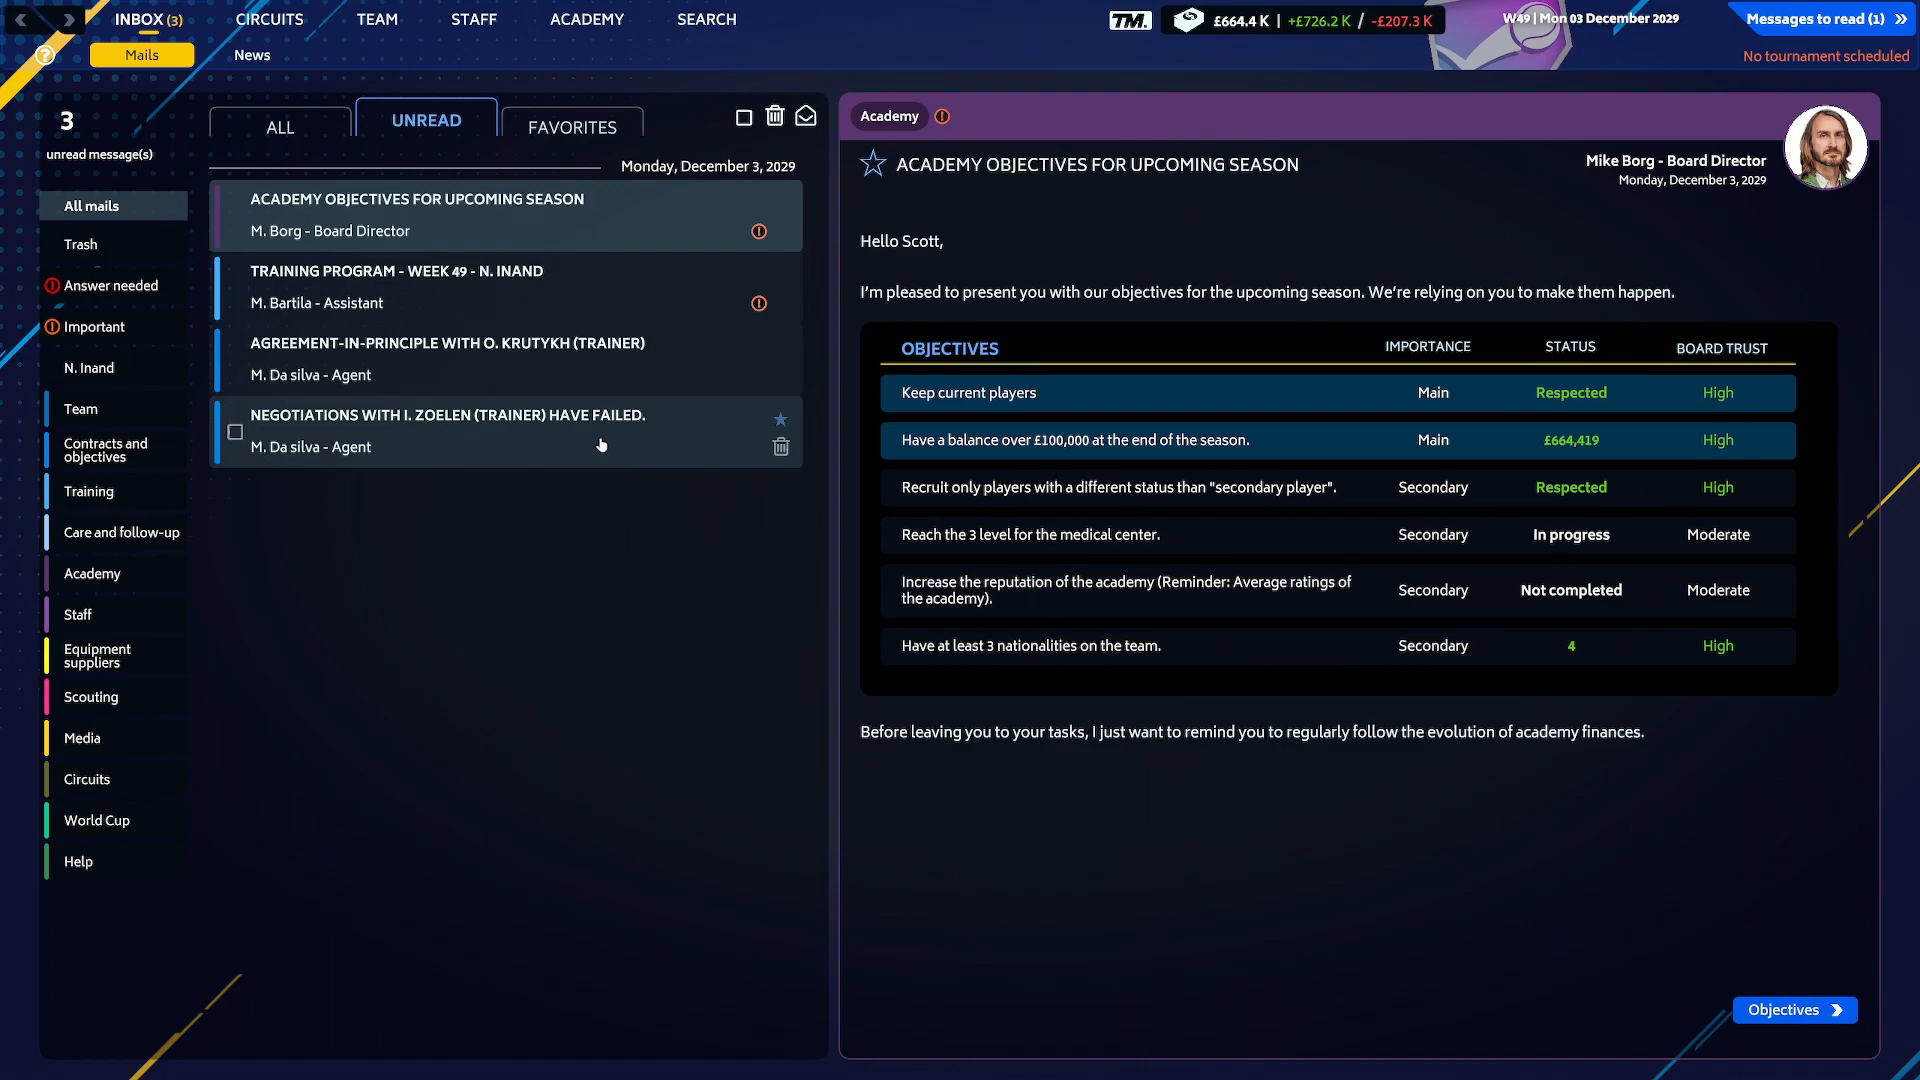 INBOX (3)
CIRCUITS
TEAM
STAFF
ACADEMY
SEARCH
TM.
£664.4 K | +£726.2 K / -£207.3 K
W49 | Mon 03 December 2029
Messages to read (1)
Mails
News
No tournament scheduled
3
unread message(s)
All mails
Trash
Answer needed
Important
N. Inand
Team
Contracts and
objectives
Training
Care and follow-up
Academy
Staff
Equipment
suppliers
Scouting
Media
Circuits
World Cup
Help
ALL
UNREAD
FAVORITES
Monday, December 3, 2029
ACADEMY OBJECTIVES FOR UPCOMING SEASON
M. Borg - Board Director
TRAINING PROGRAM - WEEK 49 - N. INAND
M. Bartila - Assistant
AGREEMENT-IN-PRINCIPLE WITH O. KRUTYKH (TRAINER)
M. Da silva - Agent
NEGOTIATIONS WITH I. ZOELEN (TRAINER) HAVE FAILED.
M. Da silva - Agent
Academy
ACADEMY OBJECTIVES FOR UPCOMING SEASON
Mike Borg - Board Director
Monday, December 3, 2029
Hello Scott,
I'm pleased to present you with our objectives for the upcoming season. We're relying on you to make them happen.
OBJECTIVES IMPORTANCE STATUS BOARD TRUST
Keep current players Main Respected High
Have a balance over £100,000 at the end of the season. Main £664,419 High
Recruit only players with a different status than "secondary player". Secondary Respected High
Reach the 3 level for the medical center. Secondary In progress Moderate
Increase the reputation of the academy (Reminder: Average ratings of
the academy). Secondary Not completed Moderate
Have at least 3 nationalities on the team. Secondary 4 High
Before leaving you to your tasks, I just want to remind you to regularly follow the evolution of academy finances.
Objectives